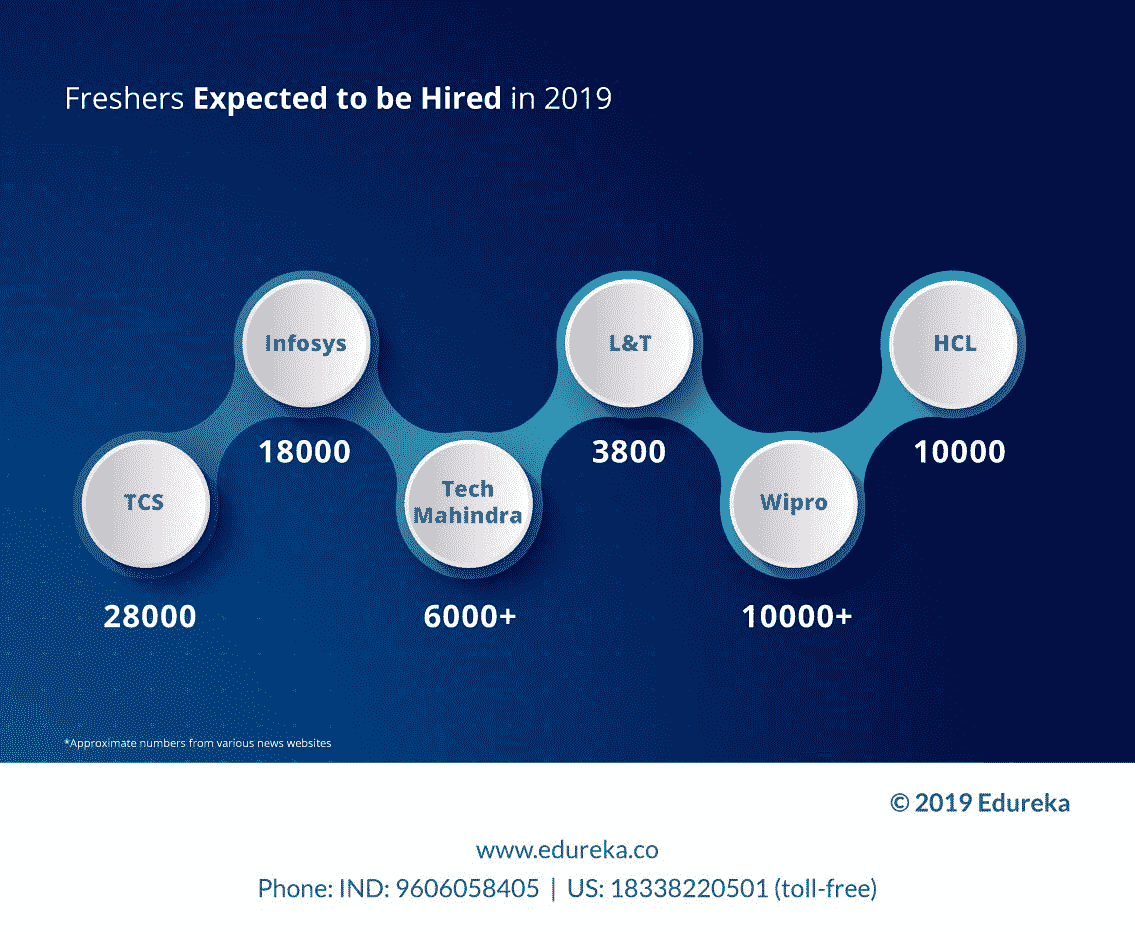 Freshers Expected to be Hired in 2019
Infosys
18000
L&T
3800
HCL
10000
TCS
28000
Tech
Mahindra
6000+
Wipro
10000+
*Approximate numbers from various news websites
© 2019 Edureka
www.edureka.co
Phone: IND: 9606058405 | US: 18338220501 (toll-free)